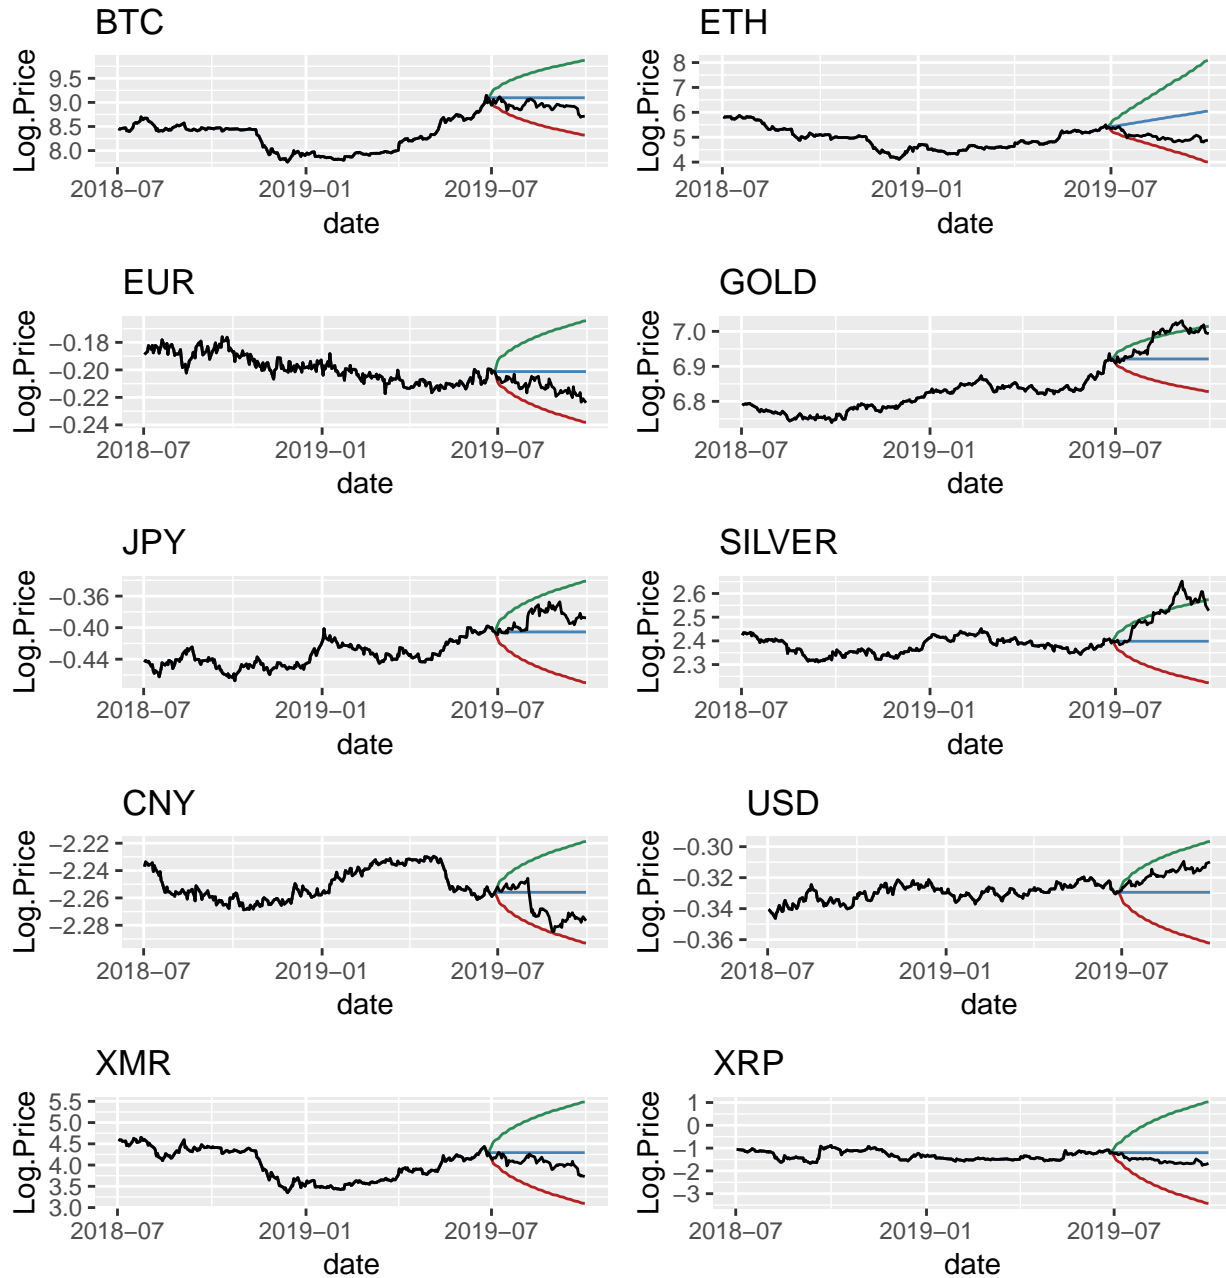 BTC
Log.Price
9.5
9.0
8.5
8.0
2018−07 2019−01 2019−07
date
ETH
Log.Price
8
7
6
5
4
2018−07 2019−01 2019−07
date
EUR
Log.Price
−0.18
−0.20
−0.22
−0.24
2018−07 2019−01 2019−07
date
GOLD
Log.Price
7.0
6.9
6.8
2018−07 2019−01 2019−07
date
JPY
Log.Price
−0.36
−0.40
−0.44
2018−07 2019−01 2019−07
date
SILVER
Log.Price
2.6
2.5
2.4
2.3
2018−07 2019−01 2019−07
date
CNY
Log.Price
−2.22
−2.24
−2.26
−2.28
2018−07 2019−01 2019−07
date
USD
Log.Price
−0.30
−0.32
−0.34
−0.36
2018−07 2019−01 2019−07
date
XMR
Log.Price
5.5
5.0
4.5
4.0
3.5
3.0
2018−07 2019−01 2019−07
date
XRP
Log.Price
1
0
−1
−2
−3
2018−07 2019−01 2019−07
date